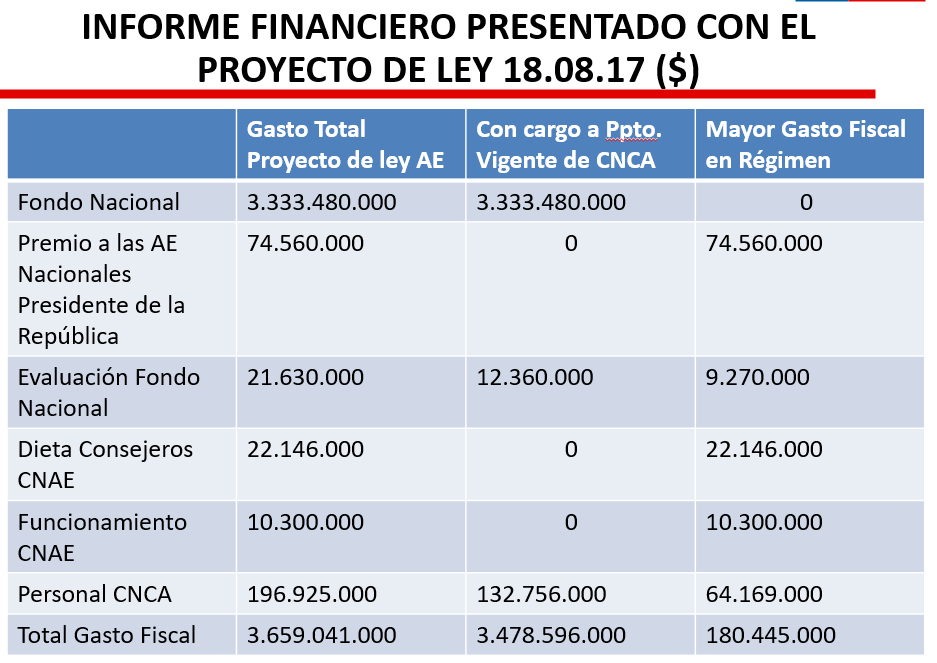 INFORME FINANCIERO PRESENTADO CON EL
PROYECTO DE LEY 18.08.17 ($)
Gasto Total Proyecto de ley AE | Con cargo a Ppto. Vigente de CNCA | Mayor Gasto Fiscal en Régimen
Fondo Nacional | 3.333.480.000 | 3.333.480.000 | 0
Premio a las AE Nacionales Presidente de la República | 74.560.000 | 0 | 74.560.000
Evaluación Fondo Nacional | 21.630.000 | 12.360.000 | 9.270.000
Dieta Consejeros CNAE | 22.146.000 | 0 | 22.146.000
Funcionamiento CNAE | 10.300.000 | 0 | 10.300.000
Personal CNCA | 196.925.000 | 132.756.000 | 64.169.000
Total Gasto Fiscal | 3.659.041.000 | 3.478.596.000 | 180.445.000